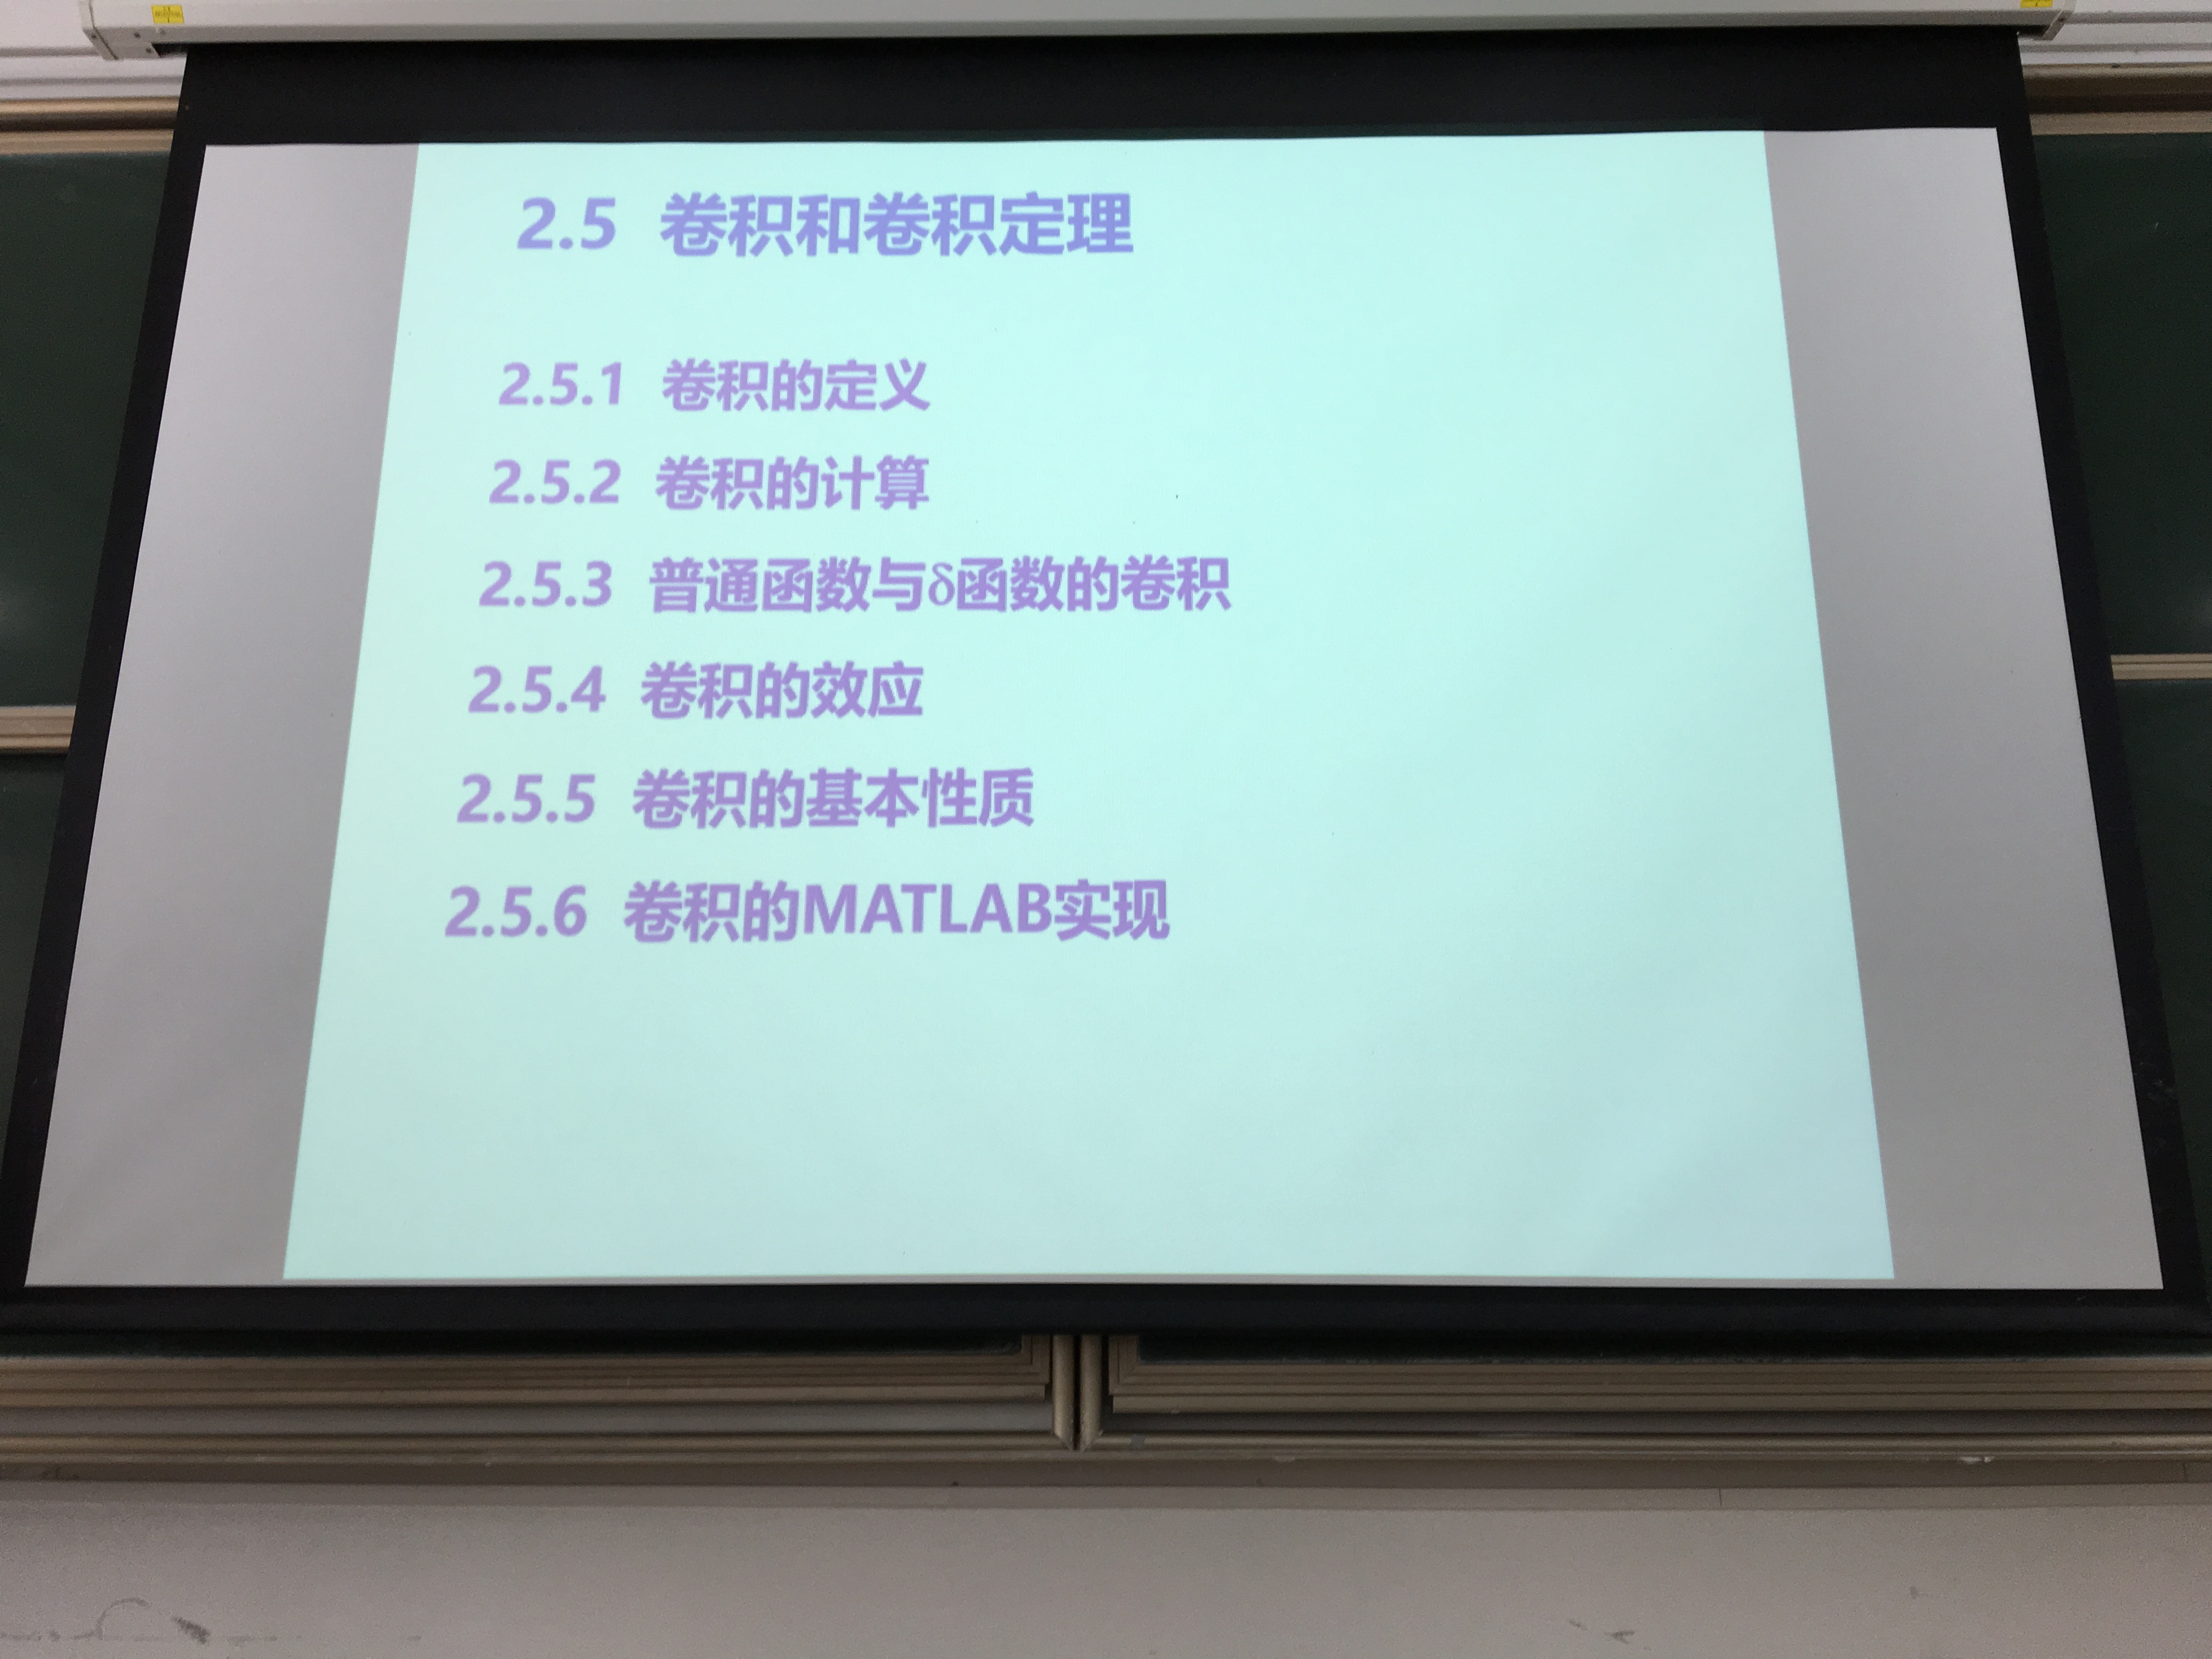 2.5 卷积和卷积定理
2.5.1 卷积的定义
2.5.2 卷积的计算
2.5.3 普通函数与δ函数的卷积
2.5.4 卷积的效应
2.5.5 卷积的基本性质
2.5.6 卷积的MATLAB实现